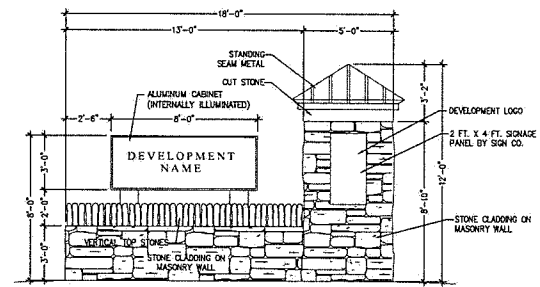 18'-0"
13'-0"
5'-0"
STANDING
SEAM METAL
CUT STONE
ALUMINUM CABINET
(INTERNALLY ILLUMINATED)
2'-6"
8'-0"
3'-2"
DEVELOPMENT LOGO
2 FT. X 4 FT. SIGNAGE
PANEL BY SIGN CO.
DEVELOPMENT
NAME
3'-0"
12'-0"
8'-0"
2'-0"
8'-10"
STONE CLADDING ON
MASONRY WALL
VERTICAL TOP STONES
STONE CLADDING ON
MASONRY WALL
3'-0"